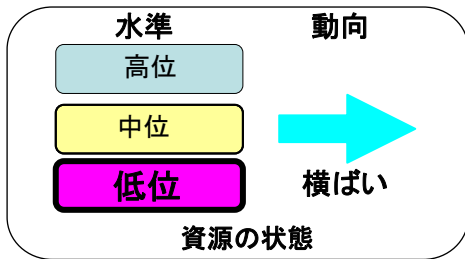 水準
動向
高位
中位
低位
横ばい
資源の状態